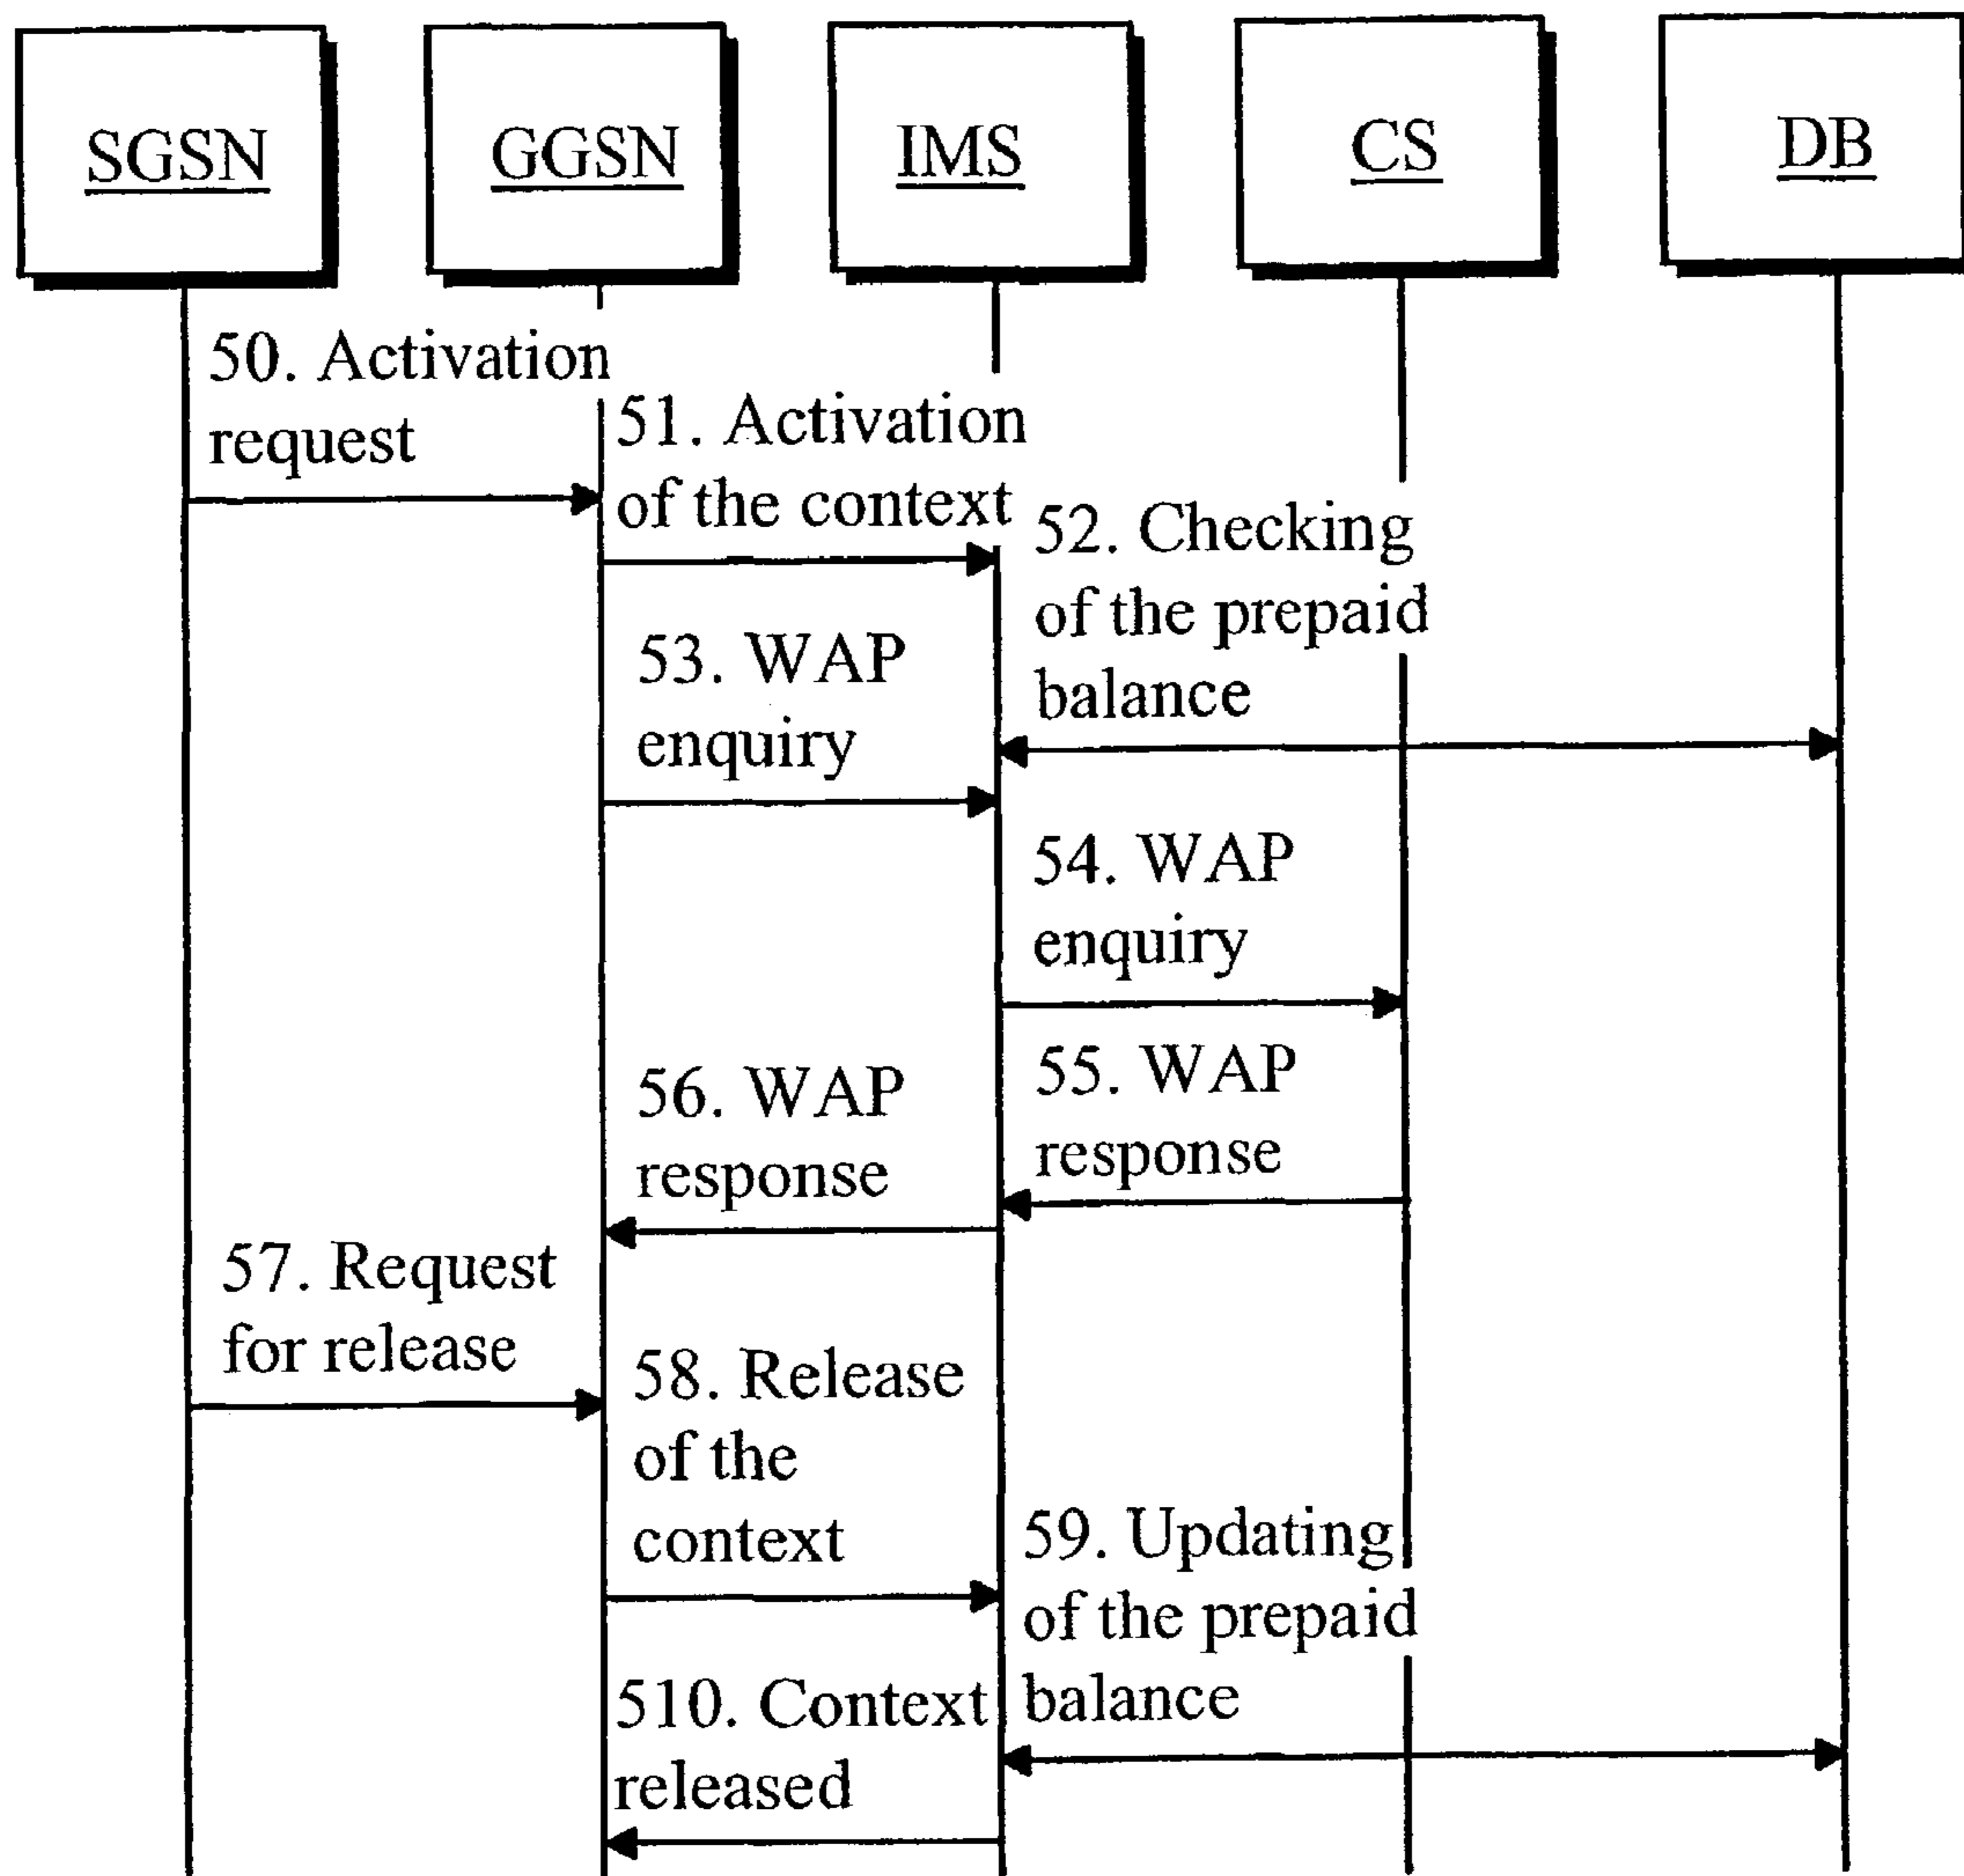 SGSN
GGSN
IMS
CS
DB
50. Activation
request
51. Activation
of the context
52. Checking
of the prepaid
balance
53. WAP
enquiry
54. WAP
enquiry
55. WAP
response
56. WAP
response
57. Request
for release
58. Release
of the
context
59. Updating
of the prepaid
balance
510. Context
released